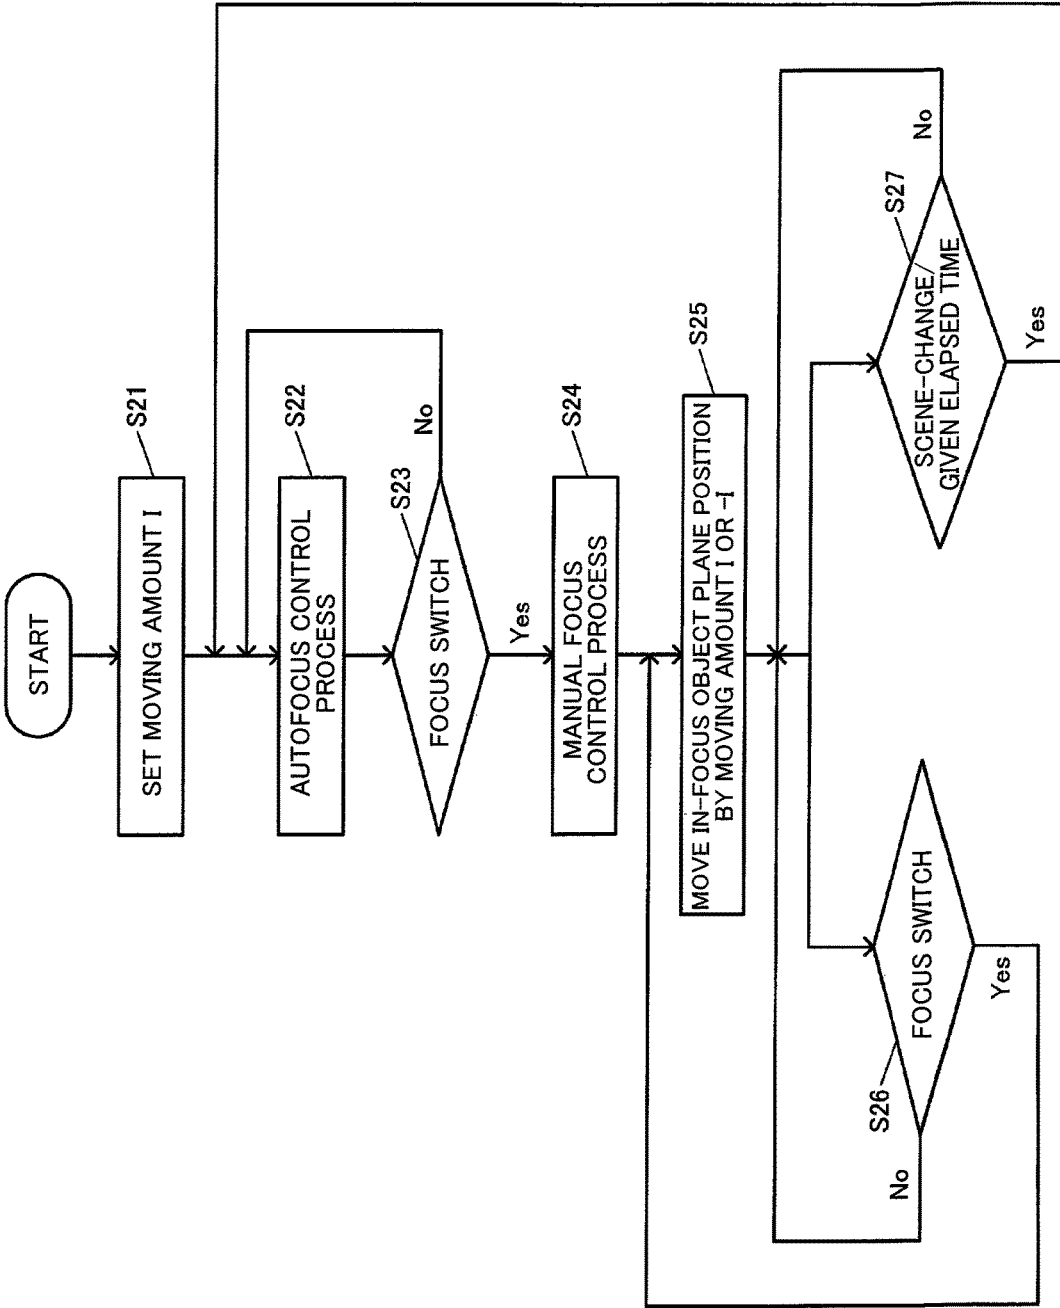 START
SET MOVING AMOUNT I
S21
AUTOFOCUS CONTROL
PROCESS
S22
FOCUS SWITCH
S23
No
Yes
MANUAL FOCUS
CONTROL PROCESS
S24
MOVE IN-FOCUS OBJECT PLANE POSITION
BY MOVING AMOUNT I OR -I
S25
S26
FOCUS SWITCH
No
Yes
SCENE-CHANGE/
GIVEN ELAPSED TIME
S27
No
Yes